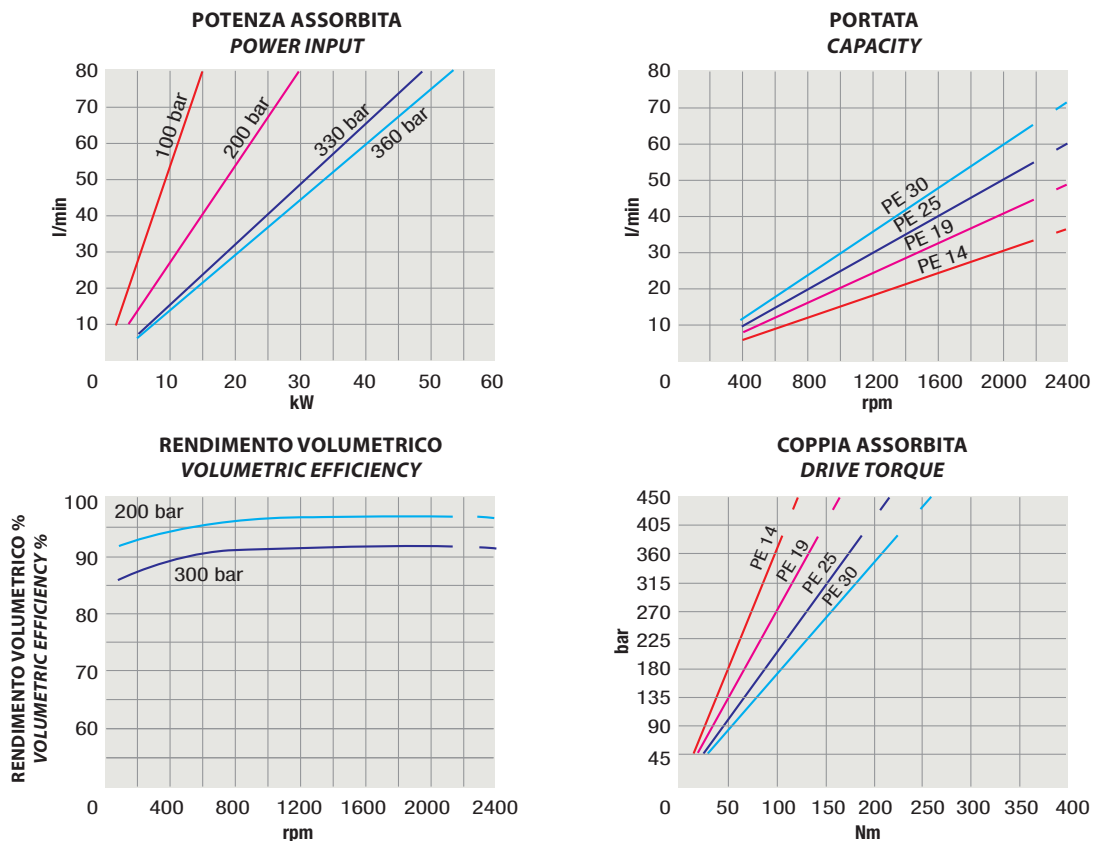 POTENZA ASSORBITA
POWER INPUT
80
70
60
50
40
30
20
10
l/min
100 bar
200 bar
330 bar
360 bar
0 10 20 30 40 50 60
kW
PORTATA
CAPACITY
80
70
60
50
40
30
20
10
l/min
PE 30
PE 25
PE 19
PE 14
0 400 800 1200 1600 2000 2400
rpm
RENDIMENTO VOLUMETRICO
VOLUMETRIC EFFICIENCY
RENDIMENTO VOLUMETRICO %
VOLUMETRIC EFFICIENCY %
100
90
80
70
60
200 bar
300 bar
0 400 800 1200 1600 2000 2400
rpm
COPPIA ASSORBITA
DRIVE TORQUE
450
405
360
315
270
225
180
135
90
45
bar
PE 14
PE 19
PE 25
PE 30
0 50 100 150 200 250 300 350 400
Nm